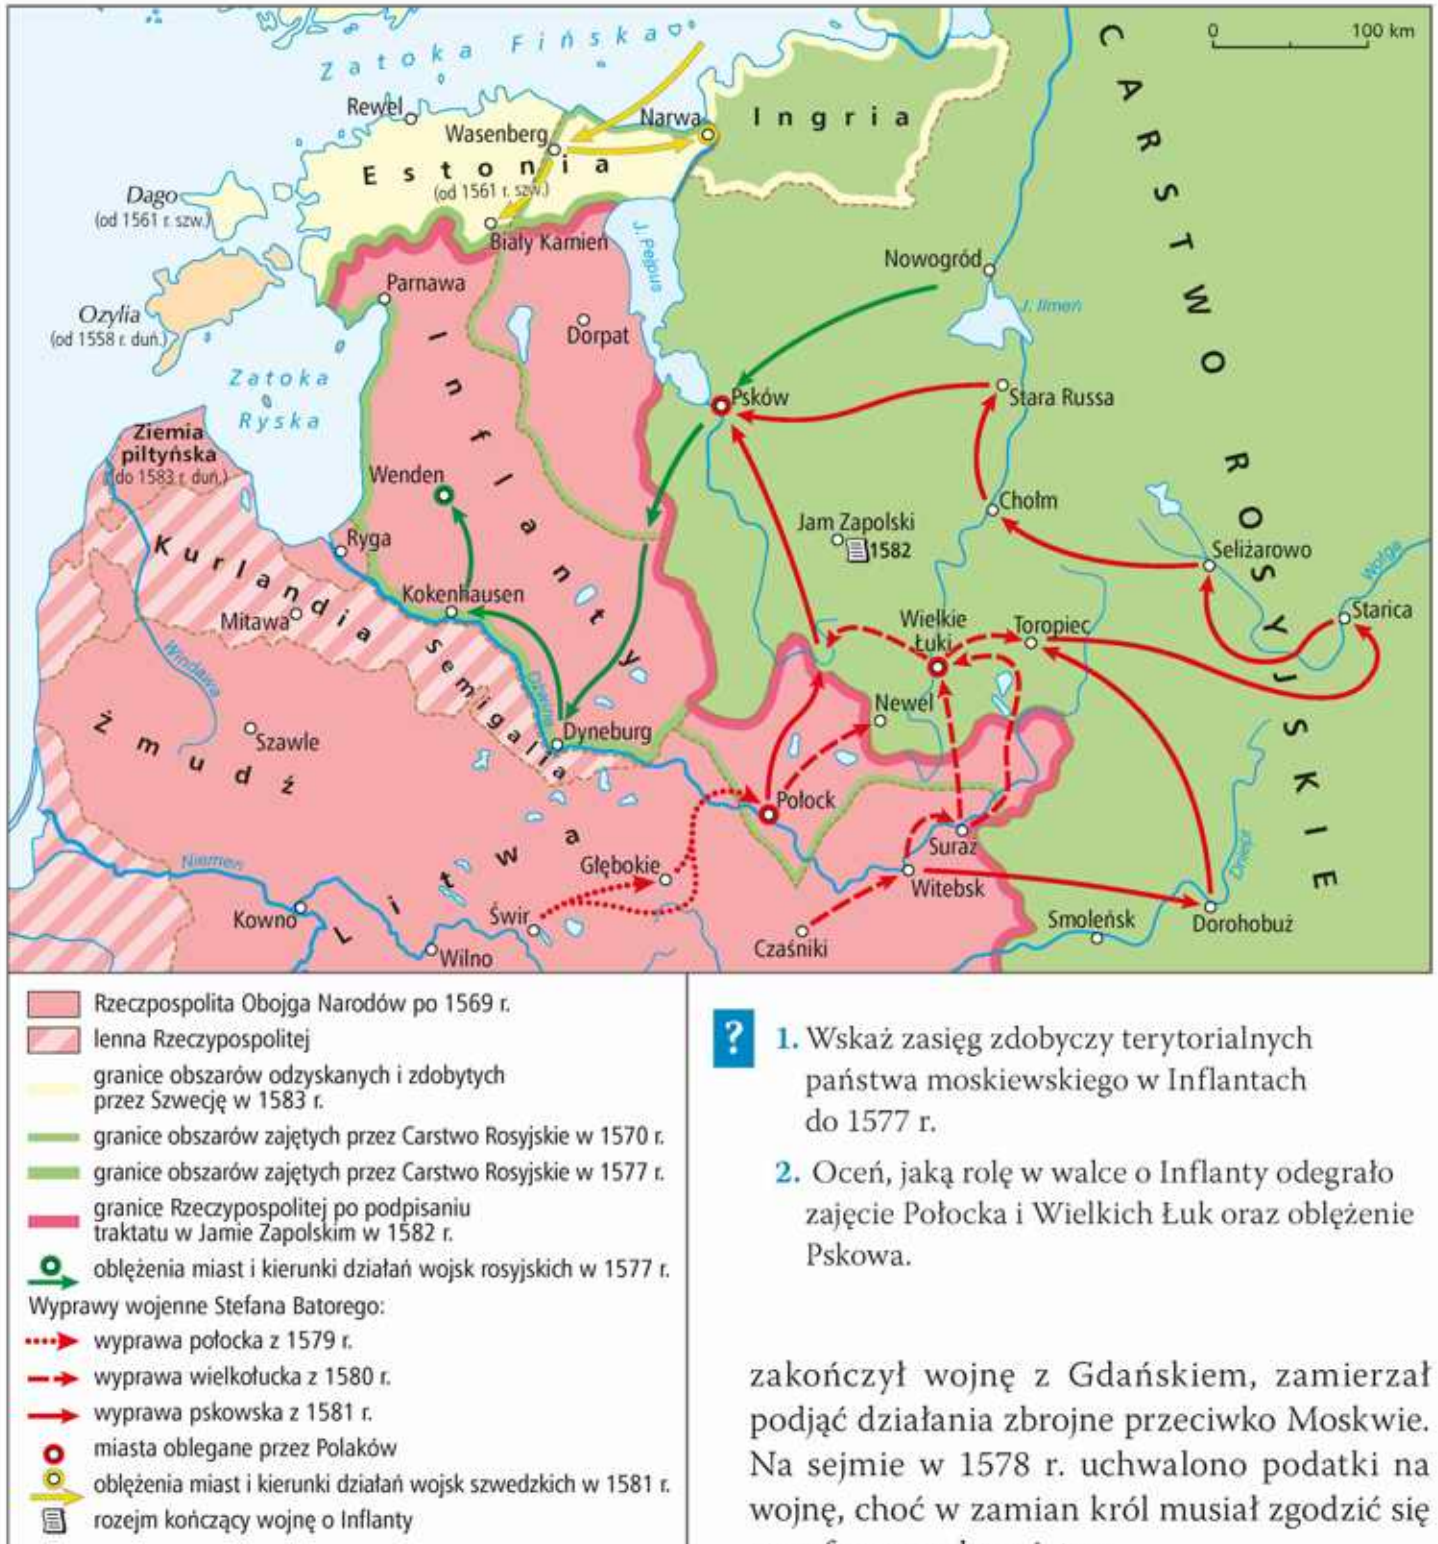 Zatoka Fińska
0 100 km
CARSTWO ROSYJSKIE
Rewel
Wasenberg
Narwa
Ingria
Estonia
(od 1561 r. szw.)
Dago
(od 1561 r. szw.)
Biały Kamień
J. Pejpus
Nowogród
Parnawa
J. Ilmeń
Ozylia
(od 1558 r. duń.)
Dorpat
Inflanty
Zatoka
Ryska
Psków
Stara Russa
Ziemia
piltyńska
(do 1583 r. duń.)
Wenden
Chołm
Jam Zapolski
1582
Ryga
Seliżarowo
Wołga
Kurlandia
Semigalia
Kokenhausen
Mitawa
Wielkie
Łuki
Toropiec
Starica
Windawa
Dźwina
Newel
Żmudź
Szawle
Dyneburg
Połock
Suraż
Dniepr
Niemen
Litwa
Głębokie
Witebsk
Kowno
Świr
Smoleńsk
Dorohobuż
Wilno
Czaśniki
Rzeczpospolita Obojga Narodów po 1569 r.
lenna Rzeczypospolitej
granice obszarów odzyskanych i zdobytych
przez Szwecję w 1583 r.
granice obszarów zajętych przez Carstwo Rosyjskie w 1570 r.
granice obszarów zajętych przez Carstwo Rosyjskie w 1577 r.
granice Rzeczypospolitej po podpisaniu
traktatu w Jamie Zapolskim w 1582 r.
oblężenia miast i kierunki działań wojsk rosyjskich w 1577 r.
Wyprawy wojenne Stefana Batorego:
wyprawa połocka z 1579 r.
wyprawa wielkołucka z 1580 r.
wyprawa pskowska z 1581 r.
miasta oblegane przez Polaków
oblężenia miast i kierunki działań wojsk szwedzkich w 1581 r.
rozejm kończący wojnę o Inflanty
?
1. Wskaż zasięg zdobyczy terytorialnych
państwa moskiewskiego w Inflantach
do 1577 r.
2. Oceń, jaką rolę w walce o Inflanty odegrało
zajęcie Połocka i Wielkich Łuk oraz oblężenie
Pskowa.
zakończył wojnę z Gdańskiem, zamierzał
podjąć działania zbrojne przeciwko Moskwie.
Na sejmie w 1578 r. uchwalono podatki na
wojnę, choć w zamian król musiał zgodzić się